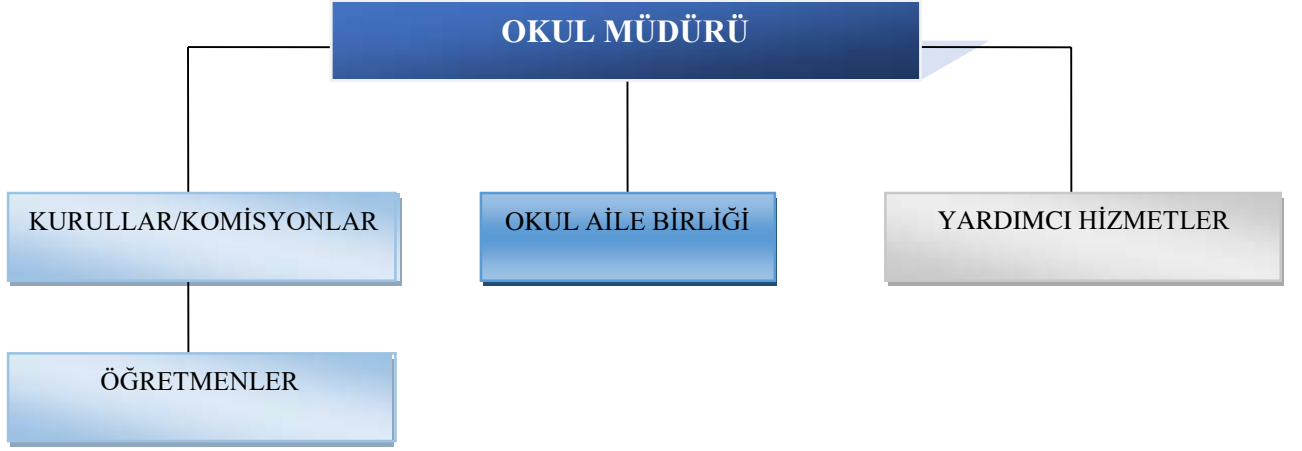 OKUL MÜDÜRÜ
KURULLAR/KOMİSYONLAR
OKUL AİLE BİRLİĞİ
YARDIMCI HİZMETLER
ÖĞRETMENLER